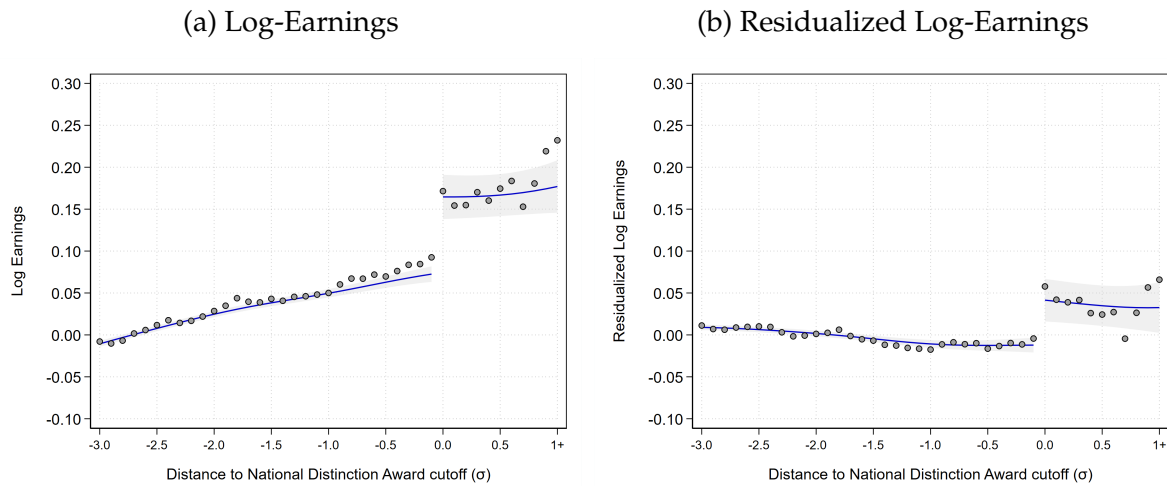 (a) Log-Earnings
Log Earnings
0.30
0.25
0.20
0.15
0.10
0.05
0.00
-0.05
-0.10
-3.0 -2.5 -2.0 -1.5 -1.0 -0.5 0.0 0.5 1+
Distance to National Distinction Award cutoff (σ)
(b) Residualized Log-Earnings
Residualized Log Earnings
0.30
0.25
0.20
0.15
0.10
0.05
0.00
-0.05
-0.10
-3.0 -2.5 -2.0 -1.5 -1.0 -0.5 0.0 0.5 1+
Distance to National Distinction Award cutoff (σ)